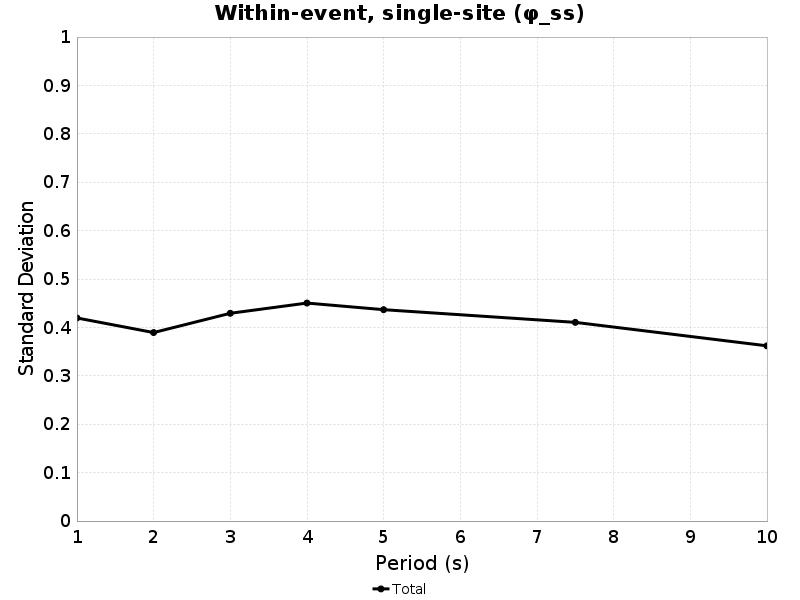 Within-event, single-site (φ_ss)
1
0.9
0.8
0.7
0.6
0.5
0.4
0.3
0.2
0.1
0
Standard Deviation
1 2 3 4 5 6 7 8 9 10
Period (s)
Total